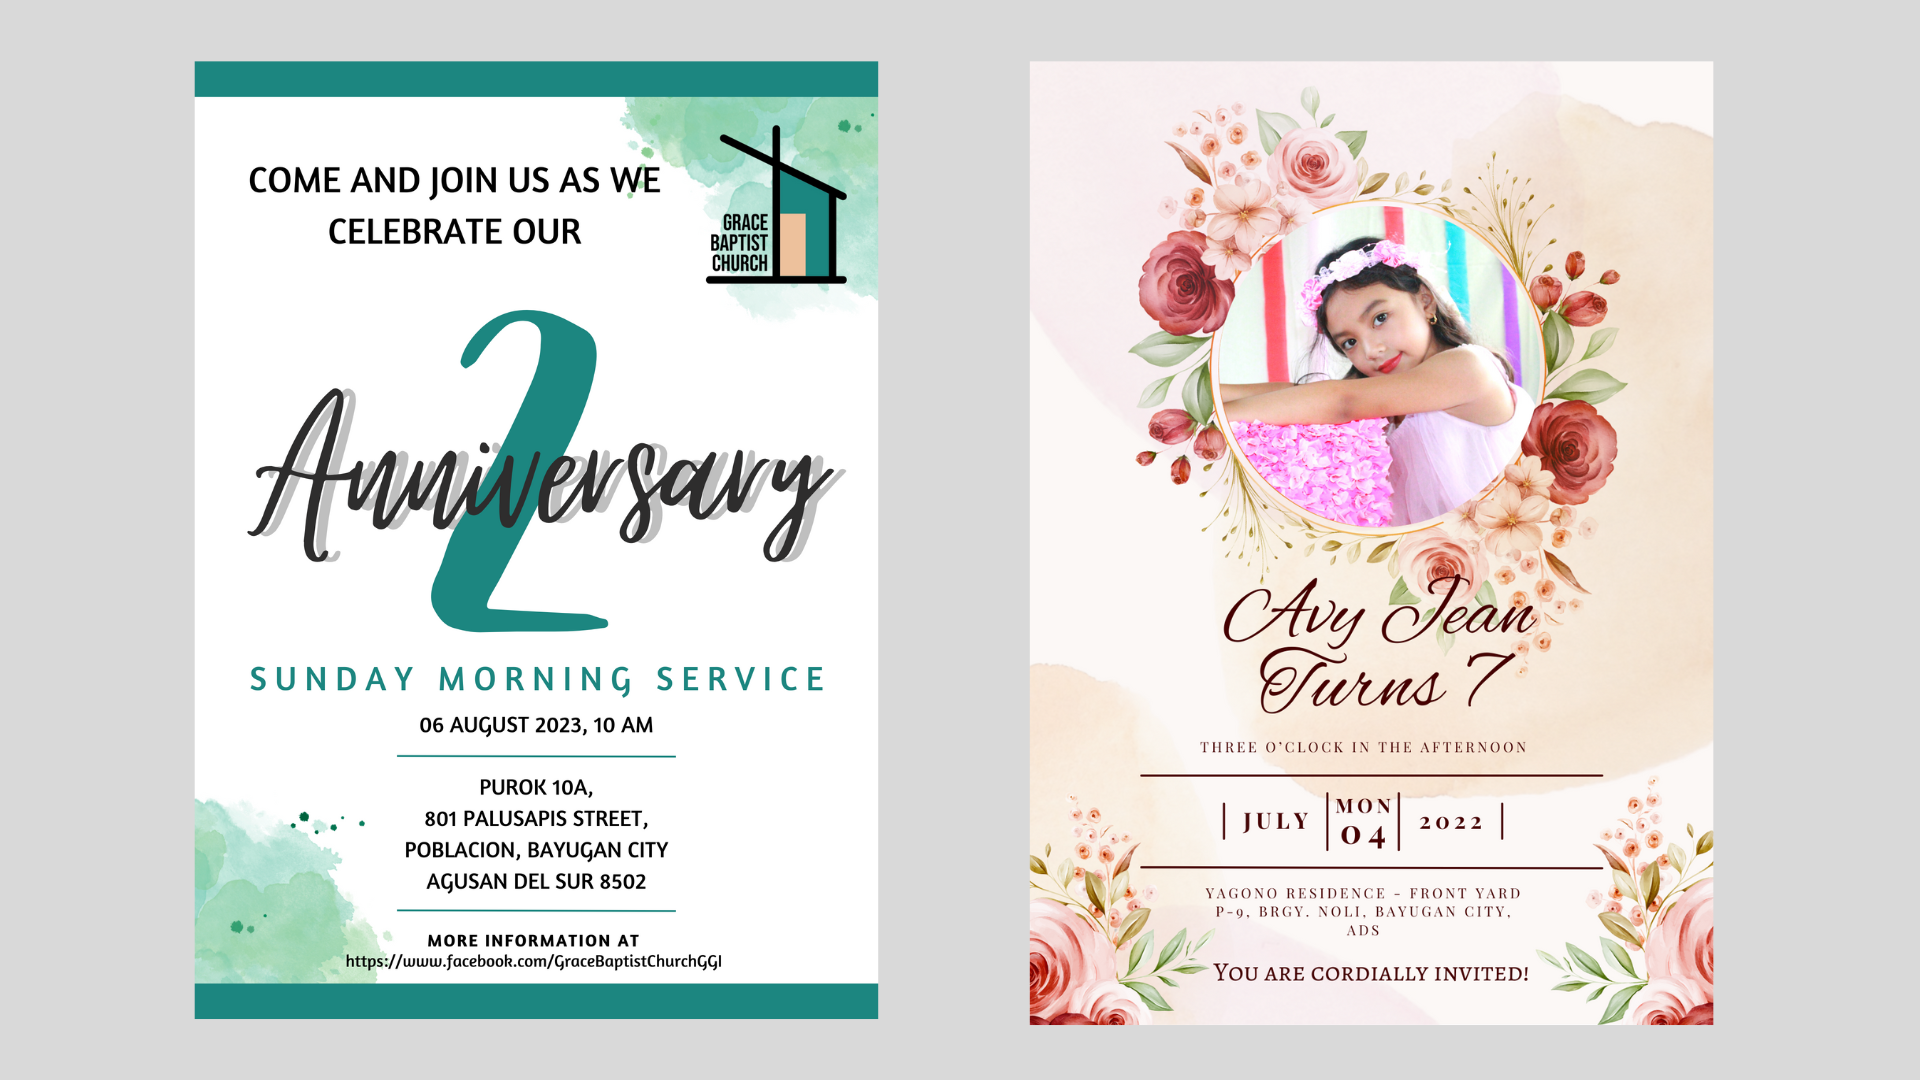 COME AND JOIN US AS WE
CELEBRATE OUR
GRACE
BAPTIST
CHURCH
2
Anniversary
SUNDAY MORNING SERVICE
06 AUGUST 2023, 10 AM
PUROK 10A,
801 PALUSAPIS STREET,
POBLACION, BAYUGAN CITY
AGUSAN DEL SUR 8502
MORE INFORMATION AT
https://www.facebook.com/GraceBaptistChurchGGI
Avy Jean
Turns 7
THREE O'CLOCK IN THE AFTERNOON
JULY
MON
04
2022
YAGONO RESIDENCE - FRONT YARD
P-9, BRGY. NOLI, BAYUGAN CITY,
ADS
YOU ARE CORDIALLY INVITED!